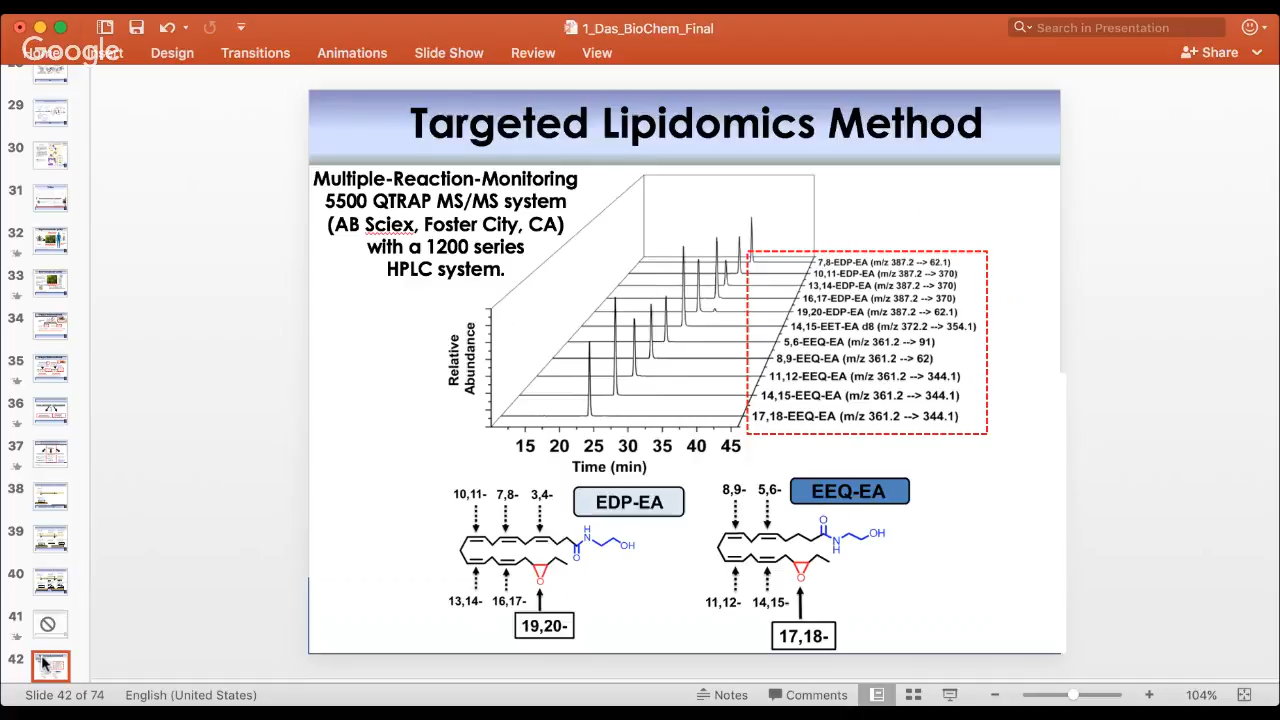 1_Das_BioChem_Final
Search in Presentation
Google
Insert
Design
Transitions
Animations
Slide Show
Review
View
Share
29
30
31
32
33
34
35
36
37
38
39
40
41
42
Targeted Lipidomics Method
Multiple-Reaction-Monitoring
5500 QTRAP MS/MS system
(AB Sciex, Foster City, CA)
with a 1200 series
HPLC system.
Relative
Abundance
7,8-EDP-EA (m/z 387.2 --> 62.1)
10,11-EDP-EA (m/z 387.2 --> 370)
13,14-EDP-EA (m/z 387.2 --> 370)
16,17-EDP-EA (m/z 387.2 --> 370)
19,20-EDP-EA (m/z 387.2 --> 62.1)
14,15-EET-EA d8 (m/z 372.2 --> 354.1)
5,6-EEQ-EA (m/z 361.2 --> 91)
8,9-EEQ-EA (m/z 361.2 --> 62)
11,12-EEQ-EA (m/z 361.2 --> 344.1)
14,15-EEQ-EA (m/z 361.2 --> 344.1)
17,18-EEQ-EA (m/z 361.2 --> 344.1)
15 20 25 30 35 40 45
Time (min)
10,11- 7,8- 3,4-
EDP-EA
O
H
N
OH
O
13,14- 16,17-
19,20-
8,9- 5,6-
EEQ-EA
O
N
H
OH
O
11,12- 14,15-
17,18-
Slide 42 of 74
English (United States)
Notes
Comments
104%